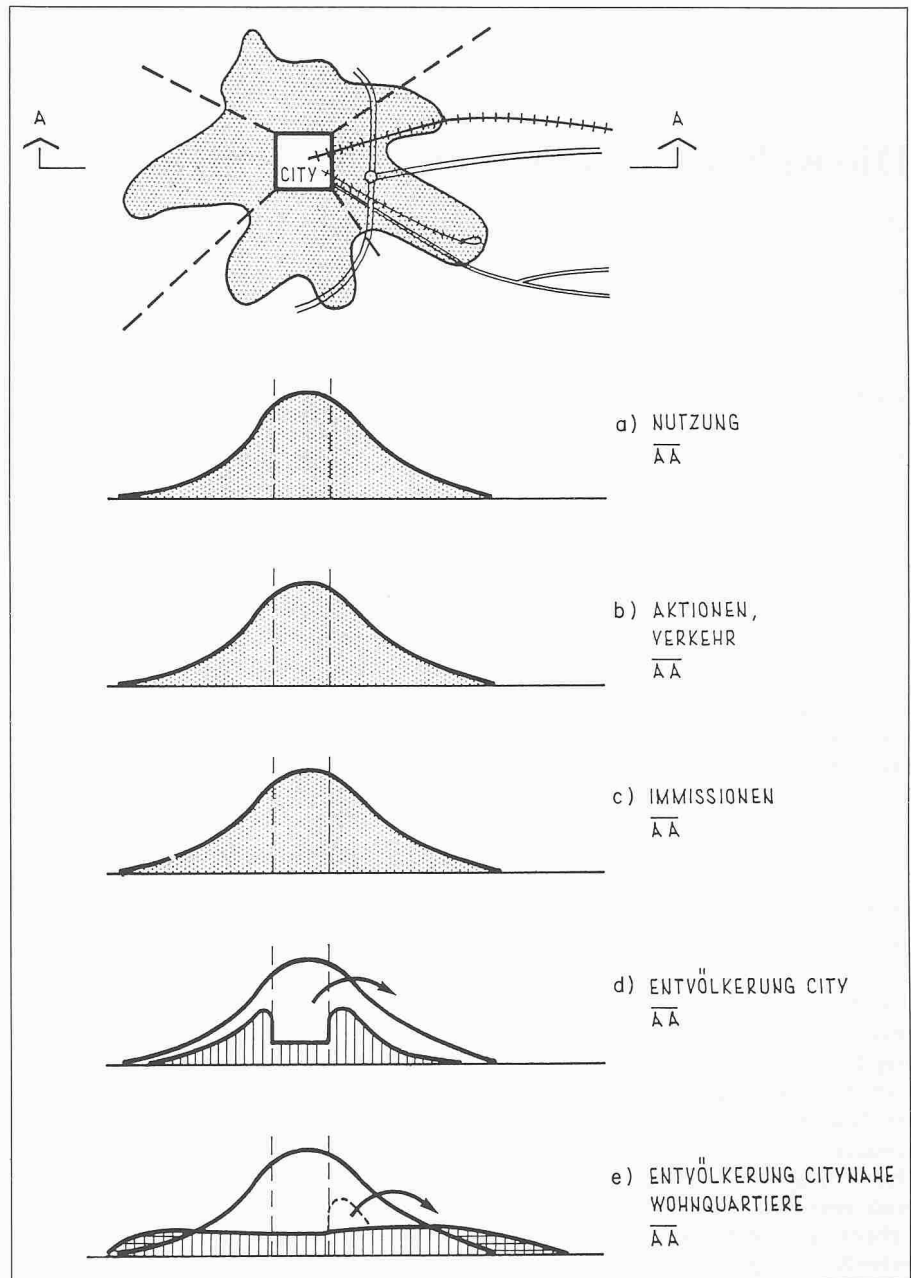 A
A
CITY
a) NUTZUNG
AA
b) AKTIONEN,
VERKEHR
AA
c) IMMISSIONEN
AA
d) ENTVÖLKERUNG CITY
AA
e) ENTVÖLKERUNG CITYNAHE
WOHNQUARTIERE
AA